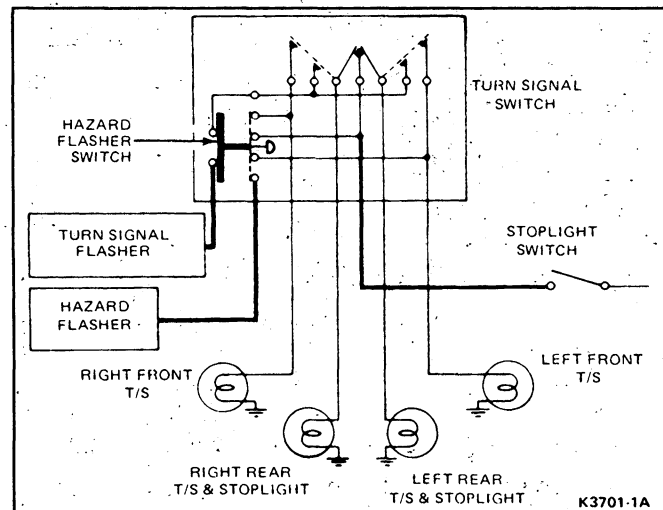 TURN SIGNAL
SWITCH
HAZARD
FLASHER
SWITCH
TURN SIGNAL
FLASHER
STOPLIGHT
SWITCH
HAZARD
FLASHER
RIGHT FRONT
T/S
LEFT FRONT
T/S
RIGHT REAR
T/S & STOPLIGHT
LEFT REAR
T/S & STOPLIGHT
K3701-1A